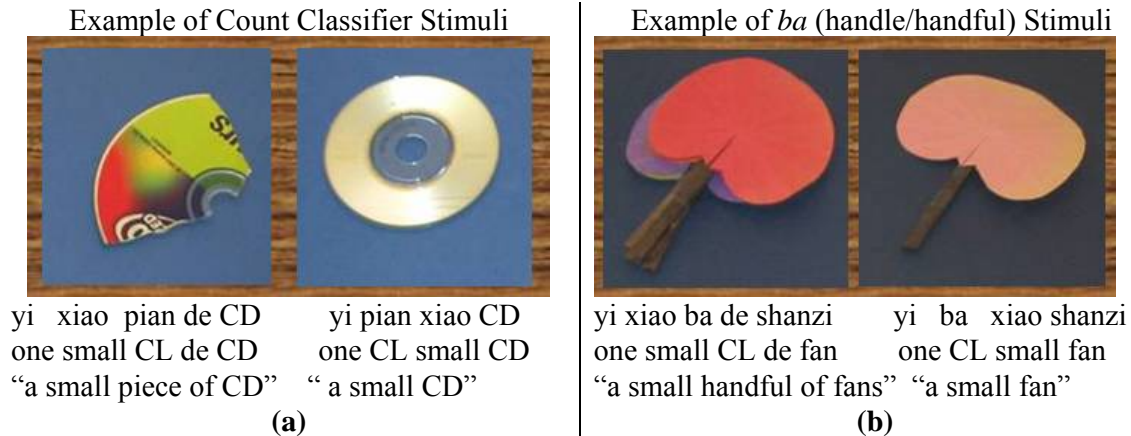 Example of Count Classifier Stimuli
yi xiao pian de CD
one small CL de CD
“a small piece of CD”
yi pian xiao CD
one CL small CD
“ a small CD”
(a)
Example of ba (handle/handful) Stimuli
yi xiao ba de shanzi
one small CL de fan
“a small handful of fans”
yi ba xiao shanzi
one CL small fan
“a small fan”
(b)